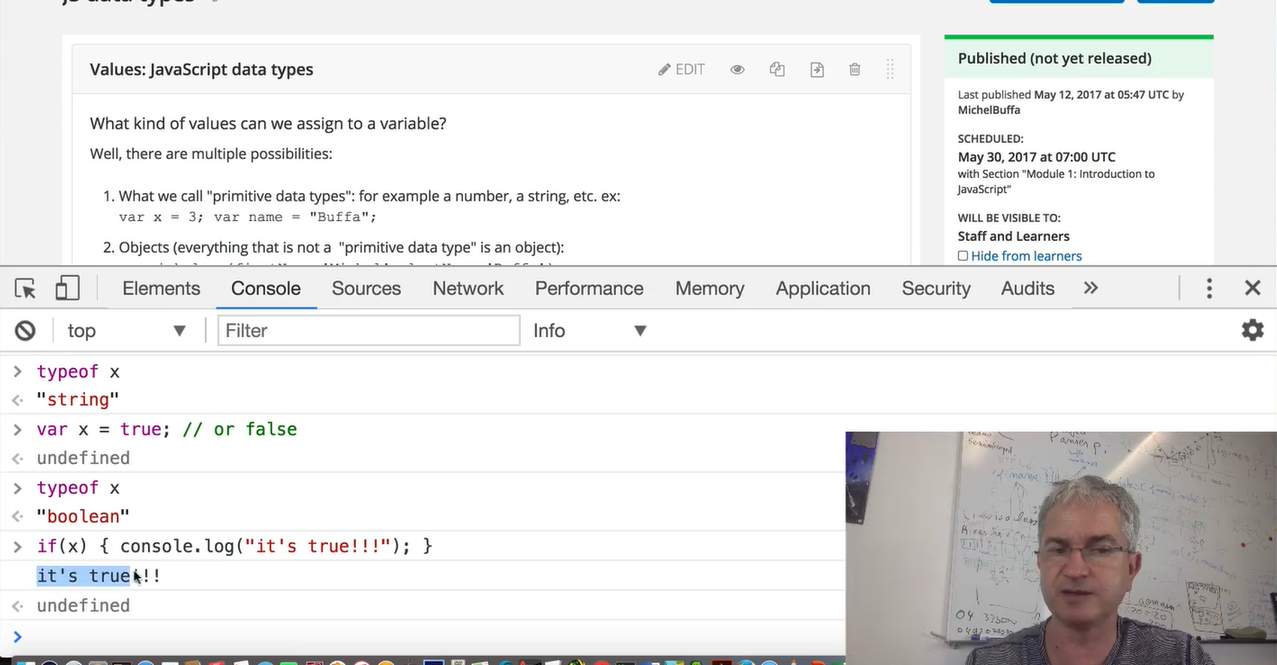 JS data types
Values: JavaScript data types
EDIT
What kind of values can we assign to a variable?
Well, there are multiple possibilities:
1. What we call "primitive data types": for example a number, a string, etc. ex:
var x = 3; var name = "Buffa";
2. Objects (everything that is not a "primitive data type" is an object):
Published (not yet released)
Last published May 12, 2017 at 05:47 UTC by
MichelBuffa
SCHEDULED:
May 30, 2017 at 07:00 UTC
with Section "Module 1: Introduction to
JavaScript"
WILL BE VISIBLE TO:
Staff and Learners
Hide from learners
Elements Console Sources Network Performance Memory Application Security Audits »
top Filter Info
> typeof x
"string"
> var x = true; // or false
undefined
> typeof x
"boolean"
> if(x) { console.log("it's true!!!"); }
it's true!!!
undefined
>